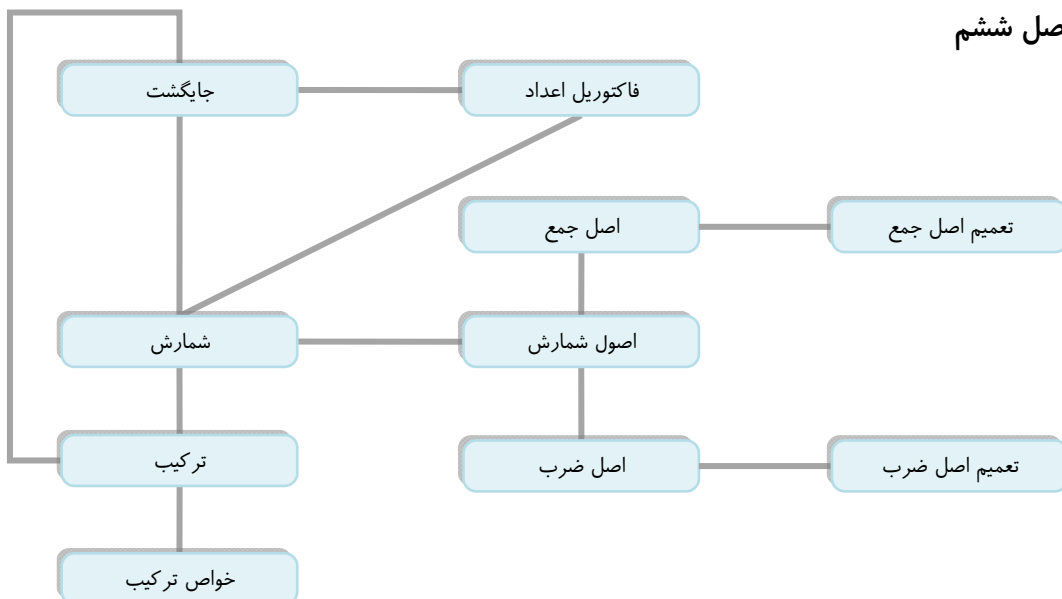 صل ششم
فاکتوریل اعداد
جایگشت
تعمیم اصل جمع
اصل جمع
اصول شمارش
شمارش
تعمیم اصل ضرب
اصل ضرب
ترکیب
خواص ترکیب